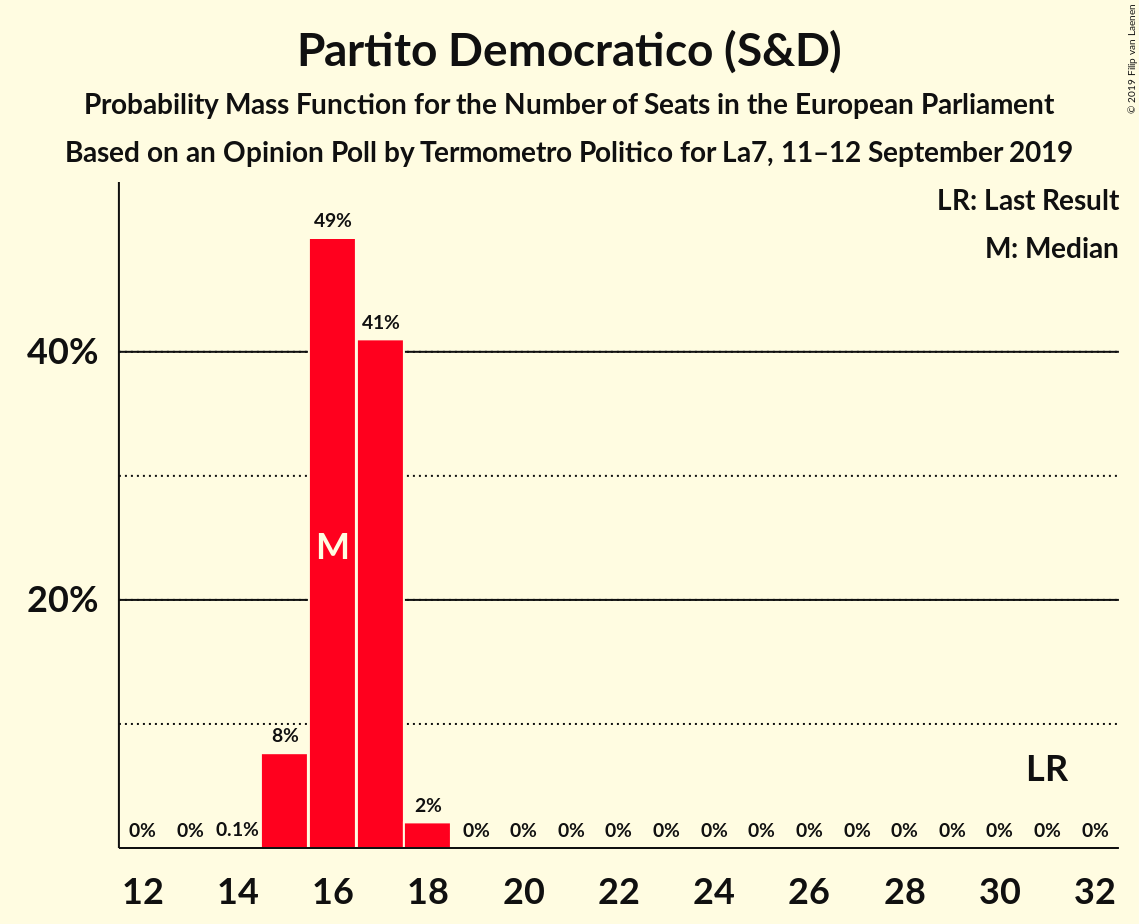 Partito Democratico (S&D)
Probability Mass Function for the Number of Seats in the European Parliament
Based on an Opinion Poll by Termometro Politico for La7, 11–12 September 2019
© 2019 Filip van Laenen
LR: Last Result
M: Median
49%
41%
40%
M
20%
8%
LR
2%
0% 0% 0.1% 0% 0% 0% 0% 0% 0% 0% 0% 0% 0% 0% 0% 0% 0%
12 14 16 18 20 22 24 26 28 30 32